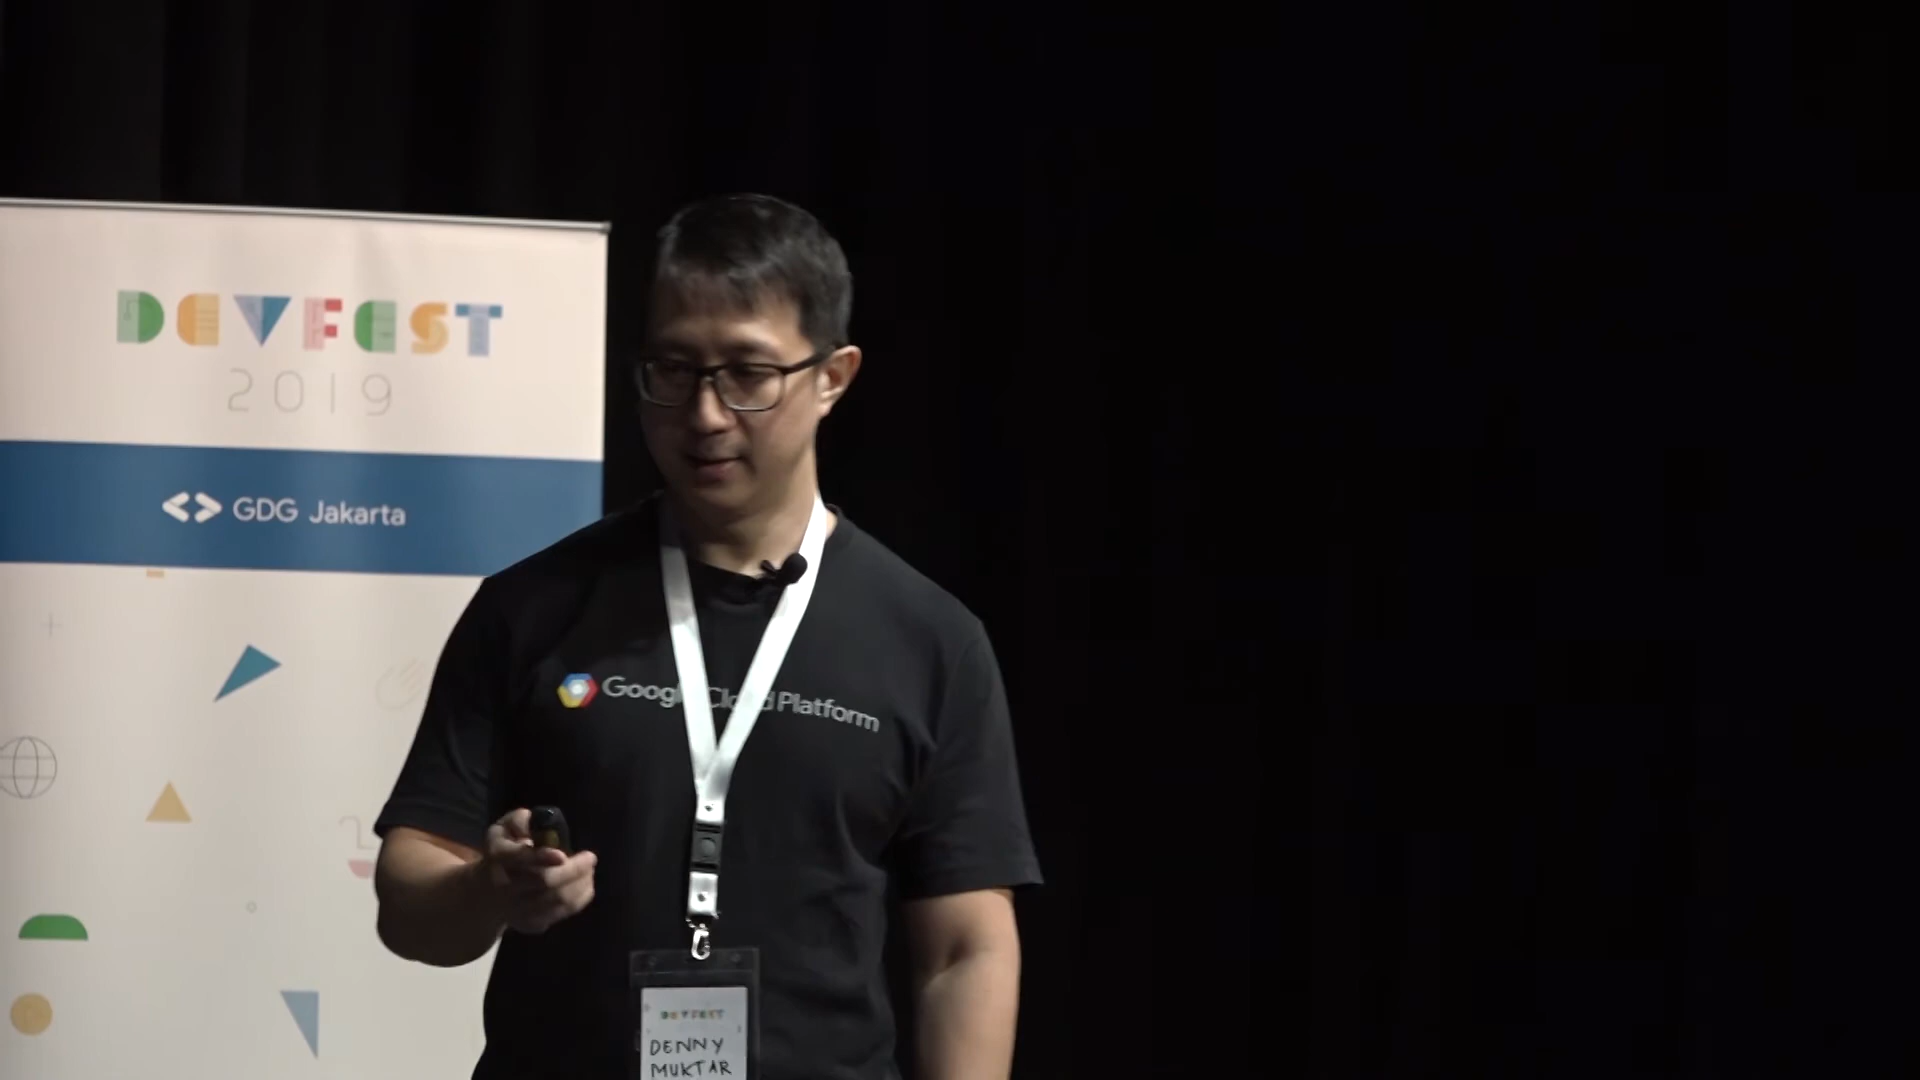 DEVFEST
2019
<> GDG Jakarta
Google Cloud Platform
DEVFEST
DENNY
MUKTAR